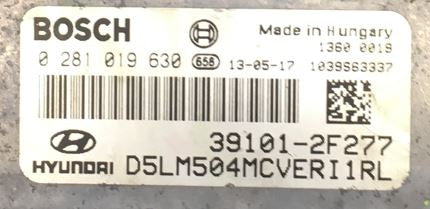 BOSCH Made in Hungary
1360 0019
0 281 019 630 656 13-05-17 1039S63337
39101-2F277
HYUNDAI D5LM504MCVERI1RL